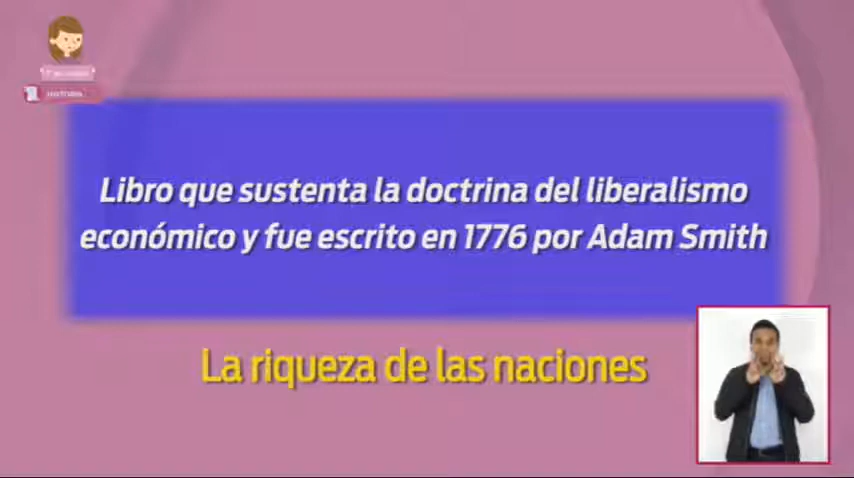 HISTORIA
Libro que sustenta la doctrina del liberalismo
económico y fue escrito en 1776 por Adam Smith
La riqueza de las naciones